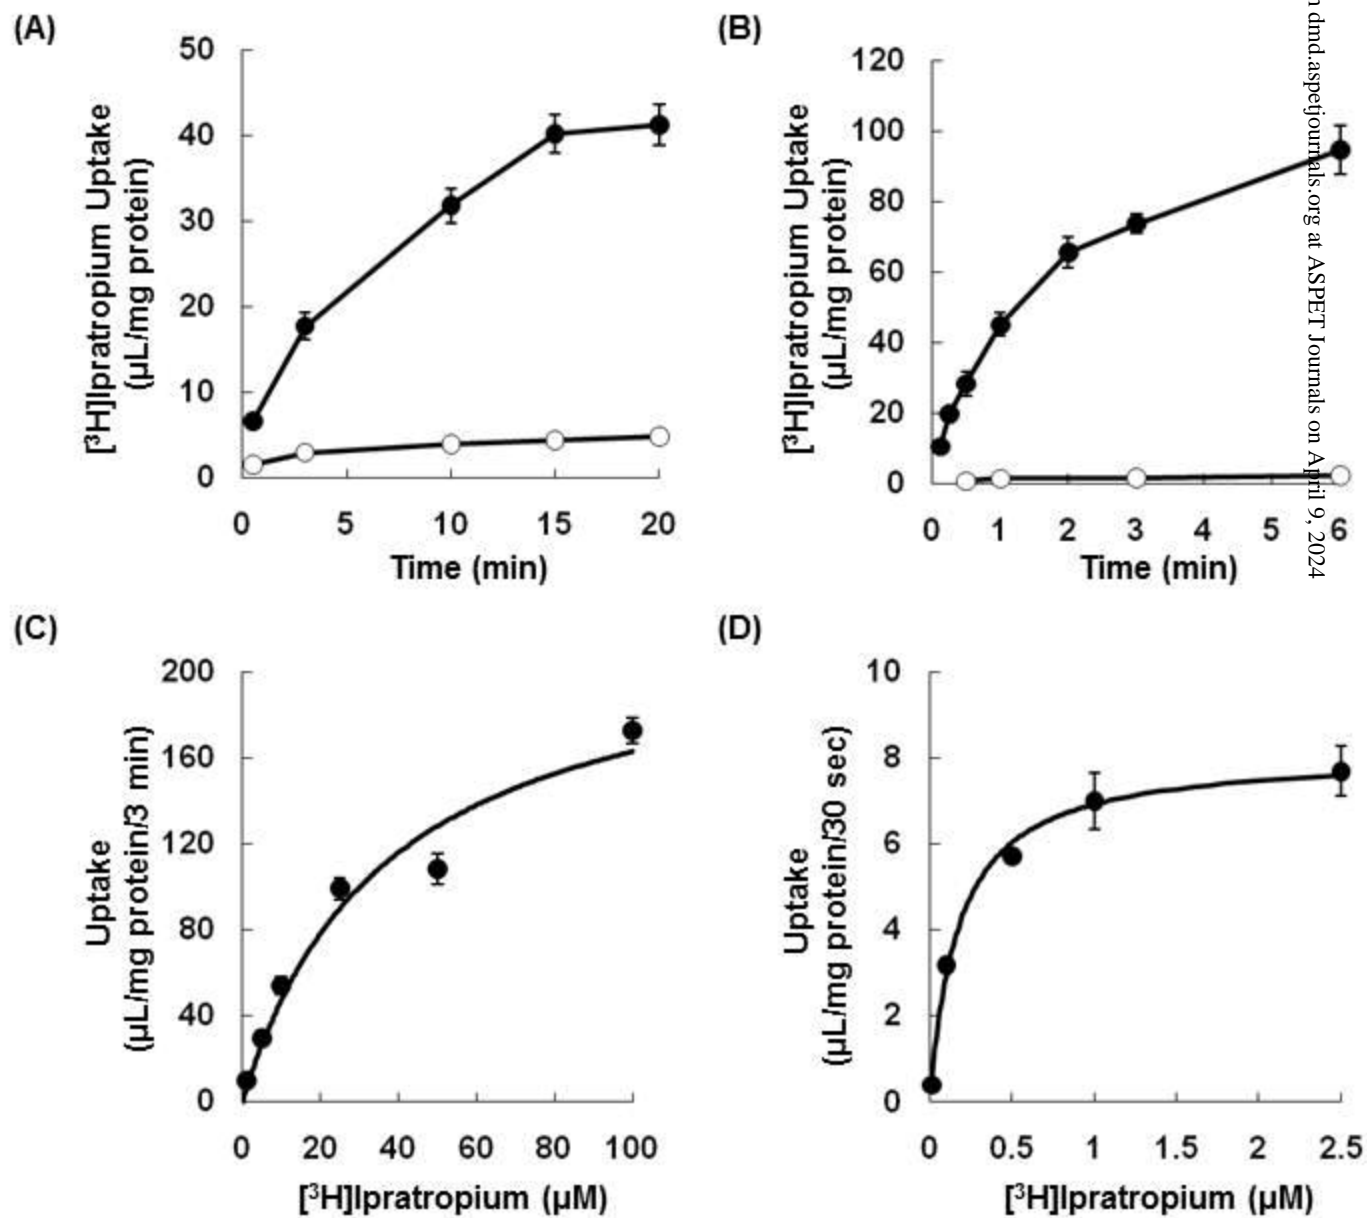 (A)
50
40
30
20
10
0
[³H]Ipratropium Uptake
(µL/mg protein)
0 5 10 15 20
Time (min)
(B)
120
100
80
60
40
20
0
[³H]Ipratropium Uptake
(µL/mg protein)
0 1 2 3 4 5 6
Time (min)
dmd.aspetjournals.org at ASPET Journals on April 9, 2024
(C)
200
160
120
80
40
0
Uptake
(µL/mg protein/3 min)
0 20 40 60 80 100
[³H]Ipratropium (µM)
(D)
10
8
6
4
2
0
Uptake
(µL/mg protein/30 sec)
0 0.5 1 1.5 2 2.5
[³H]Ipratropium (µM)